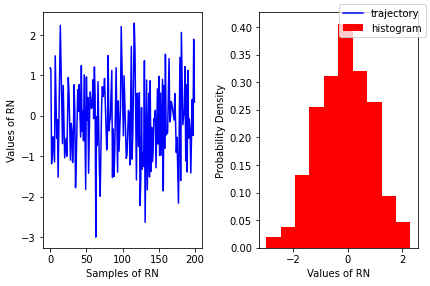 trajectory
histogram
2
1
0
−1
−2
−3
Values of RN
0 50 100 150 200
Samples of RN
0.40
0.35
0.30
0.25
0.20
0.15
0.10
0.05
0.00
Probability Density
−2 0 2
Values of RN